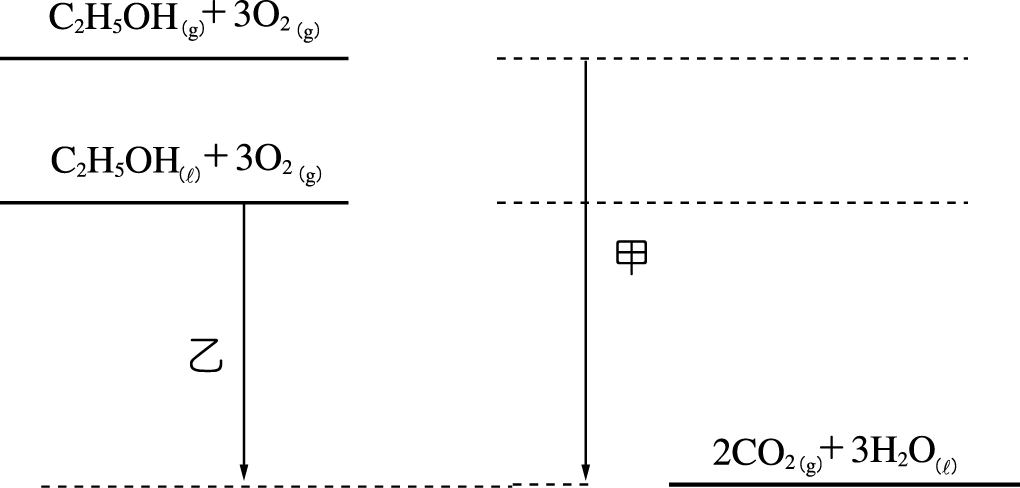 C₂H₅OH(g) + 3O₂(g)
C₂H₅OH(ℓ) + 3O₂(g)
甲
乙
2CO₂(g) + 3H₂O(ℓ)